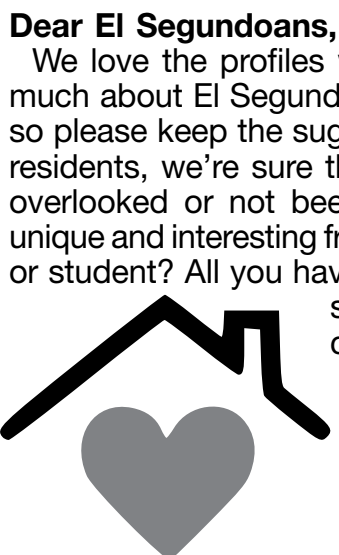 Dear El Segundoans,
We love the profiles
much about El Segund
so please keep the sug
residents, we’re sure th
overlooked or not bee
unique and interesting fr
or student? All you hav
s